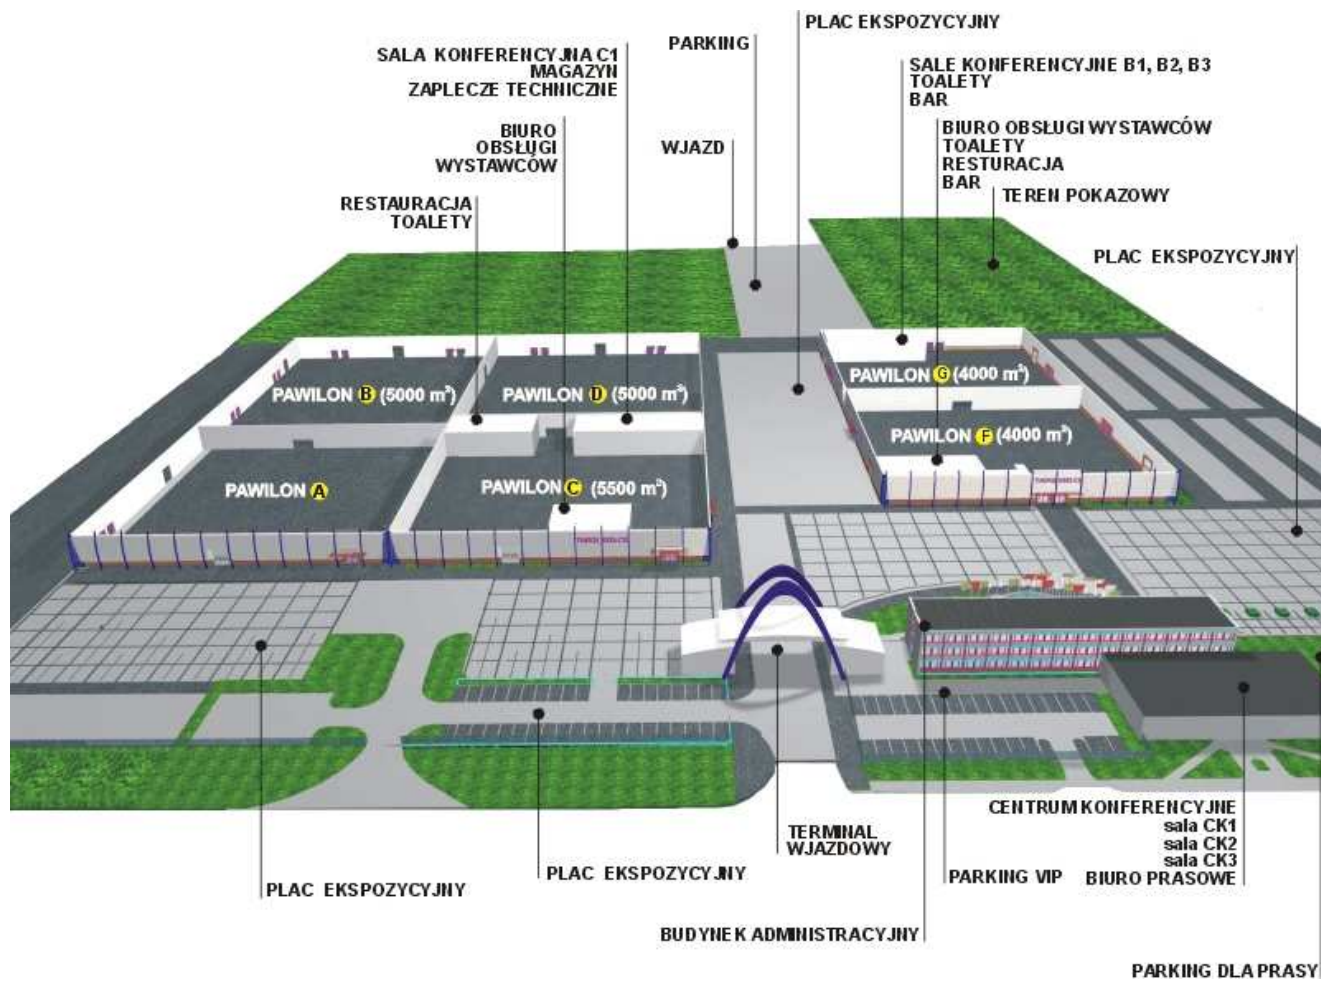 PLAC EKSPOZYCYJNY
PARKING
SALA KONFERENCYJNA C1
MAGAZYN
ZAPLECZE TECHNICZNE
SALE KONFERENCYJNE B1, B2, B3
TOALETY
BAR
BIURO
OBSŁUGI
WYSTAWCÓW
WJAZD
BIURO OBSŁUGI WYSTAWCÓW
TOALETY
RESTURACJA
BAR
RESTAURACJA
TOALETY
TEREN POKAZOWY
PLAC EKSPOZYCYJNY
PAWILON B (5000 m²)
PAWILON D (5000 m²)
PAWILON G (4000 m²)
PAWILON F (4000 m²)
PAWILON A
PAWILON C (5500 m²)
CENTRUM KONFERENCYJNE
sala CK1
sala CK2
sala CK3
BIURO PRASOWE
TERMINAL
WJAZDOWY
PLAC EKSPOZYCYJNY
PLAC EKSPOZYCYJNY
PARKING VIP
BUDYNEK ADMINISTRACYJNY
PARKING DLA PRASY